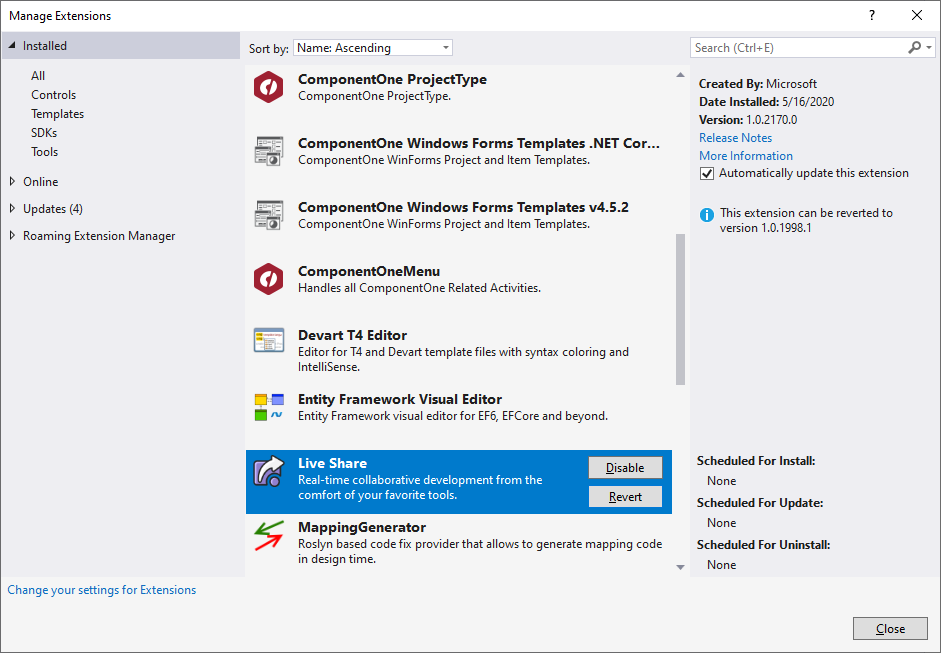 Manage Extensions
?
Installed
All
Controls
Templates
SDKs
Tools
Online
Updates (4)
Roaming Extension Manager
Sort by: Name: Ascending
ComponentOne ProjectType
ComponentOne ProjectType.
ComponentOne Windows Forms Templates .NET Cor...
ComponentOne WinForms Project and Item Templates.
ComponentOne Windows Forms Templates v4.5.2
ComponentOne WinForms Project and Item Templates.
ComponentOneMenu
Handles all ComponentOne Related Activities.
Devart T4 Editor
Editor for T4 and Devart template files with syntax coloring and
IntelliSense.
Entity Framework Visual Editor
Entity Framework visual editor for EF6, EFCore and beyond.
Live Share
Real-time collaborative development from the
comfort of your favorite tools.
Disable
Revert
MappingGenerator
Roslyn based code fix provider that allows to generate mapping code
in design time.
Search (Ctrl+E)
Created By: Microsoft
Date Installed: 5/16/2020
Version: 1.0.2170.0
Release Notes
More Information
Automatically update this extension
This extension can be reverted to
version 1.0.1998.1
Scheduled For Install:
None
Scheduled For Update:
None
Scheduled For Uninstall:
None
Change your settings for Extensions
Close